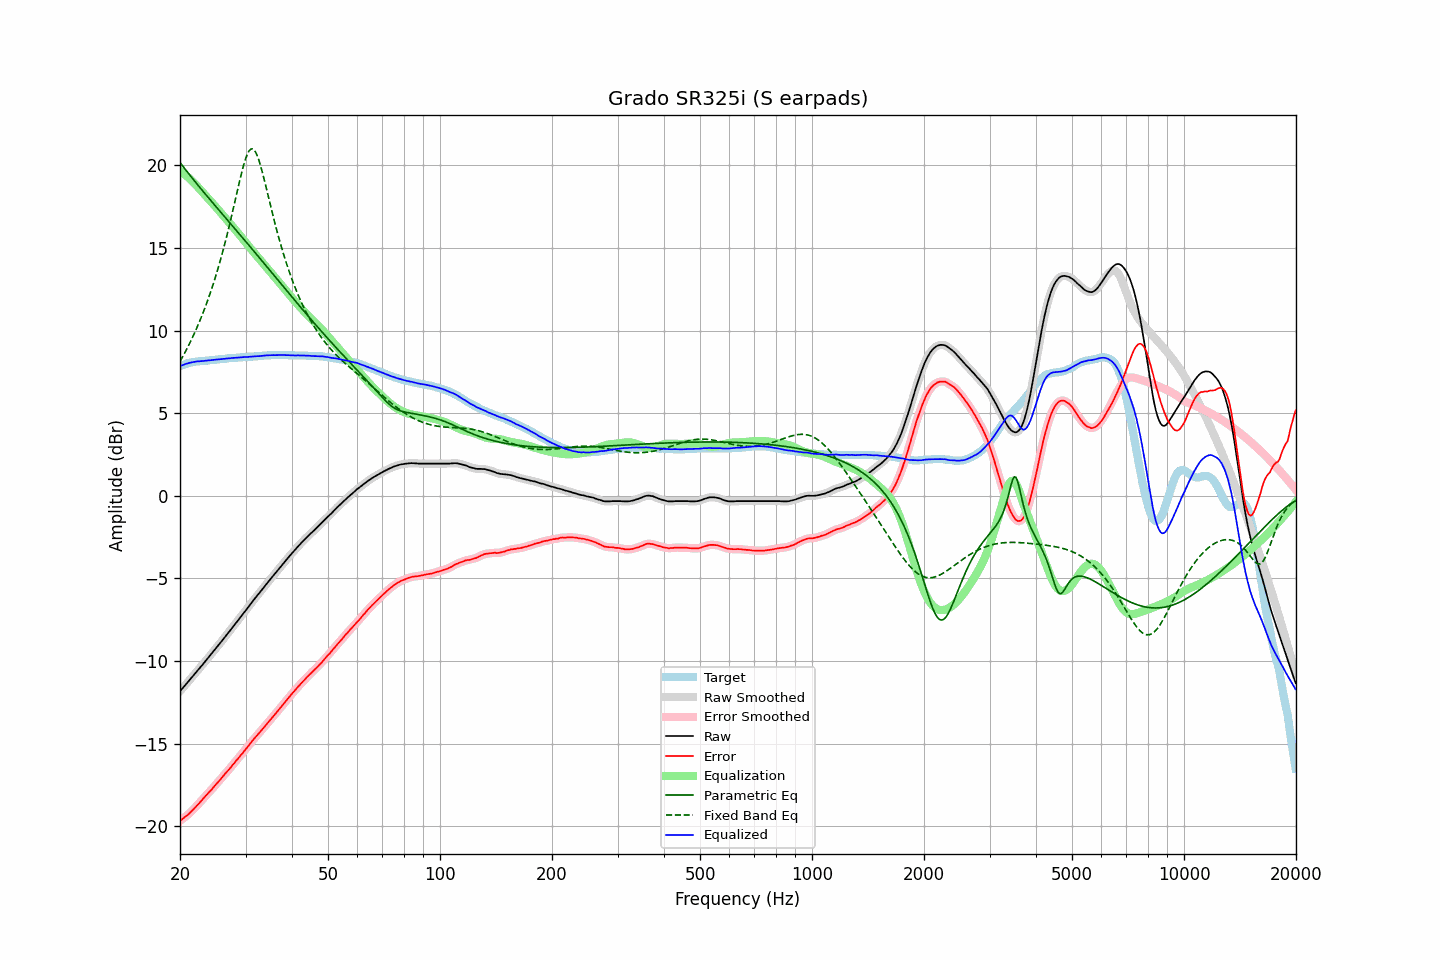 Grado SR325i (S earpads)
Amplitude (dBr)
20
15
10
5
0
−5
−10
−15
−20
Target
Raw Smoothed
Error Smoothed
Raw
Error
Equalization
Parametric Eq
Fixed Band Eq
Equalized
20 50 100 200 500 1000 2000 5000 10000 20000
Frequency (Hz)